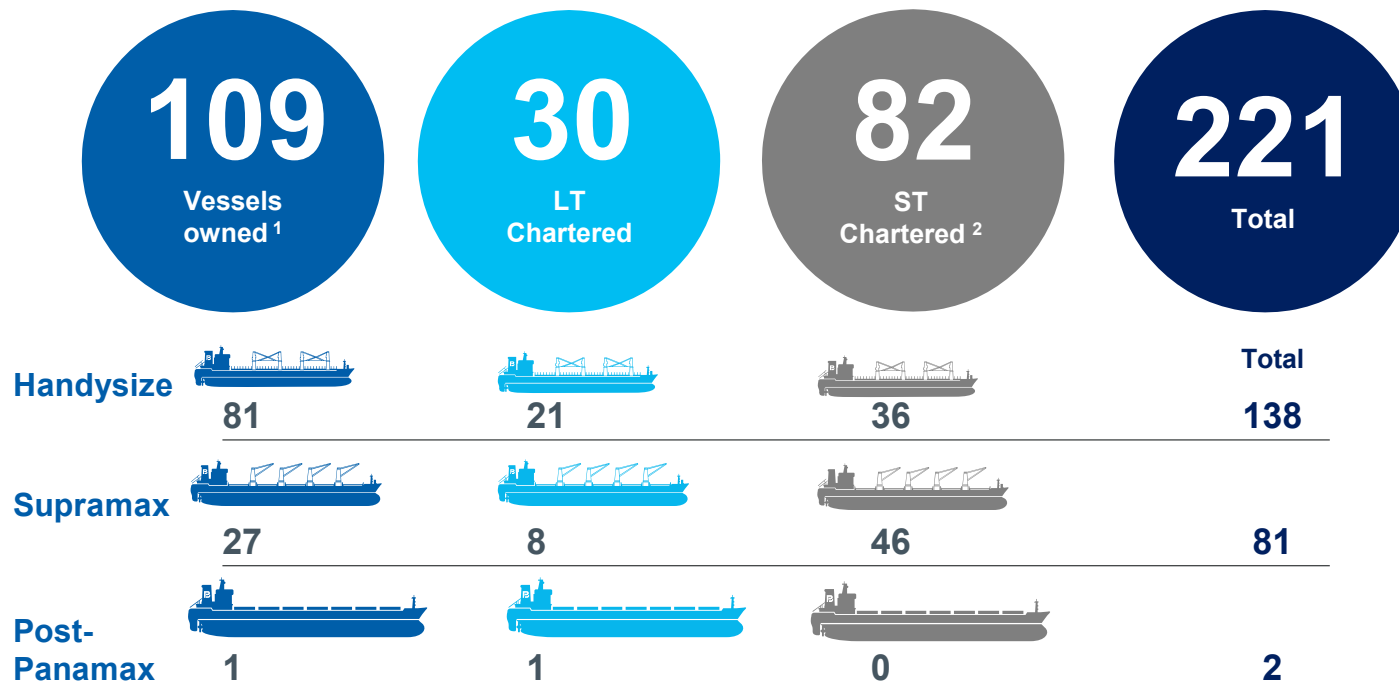 109
Vessels
owned 1
30
LT
Chartered
82
ST
Chartered 2
221
Total
Total
Handysize
81 21 36 138
Supramax
27 8 46 81
Post-
Panamax
1 1 0 2